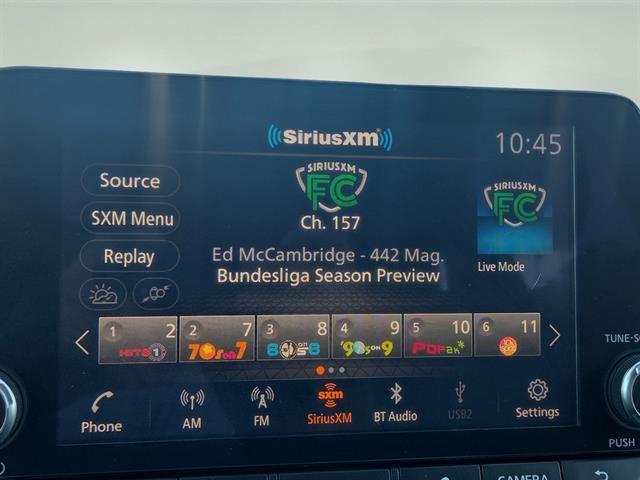 ((SiriusXM))
10:45
SIRIUSXM
FC
Ch. 157
SIRIUSXM
FC
Live Mode
Source
SXM Menu
Replay
Ed McCambridge - 442 Mag.
Bundesliga Season Preview
1 2 HITS 1
2 7 70s on 7
3 8 80s on 8
4 9 90s on 9
5 10 POP2K
6 11
Phone
AM
FM
sxm
SiriusXM
BT Audio
USB2
Settings
TUNE-S
PUSH
CAMERA